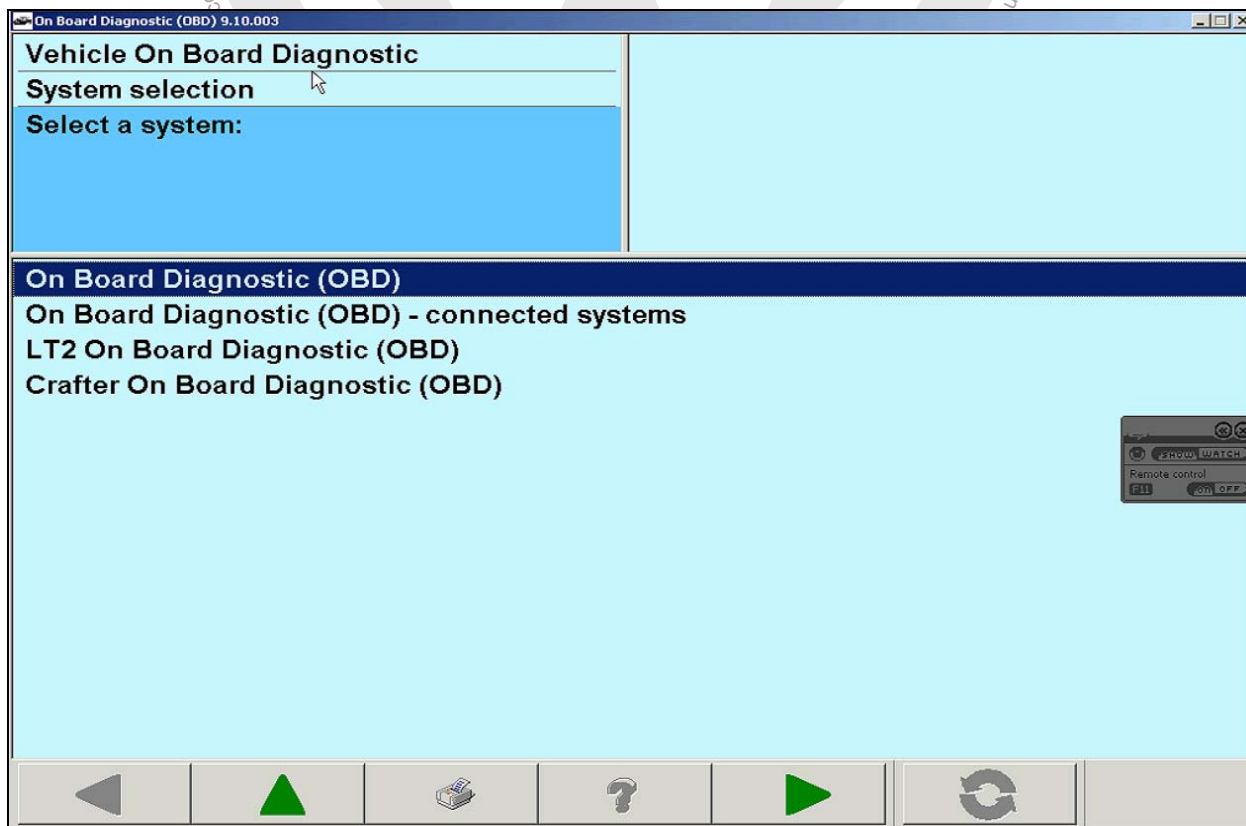 On Board Diagnostic (OBD) 9.10.003
Vehicle On Board Diagnostic
System selection
Select a system:
On Board Diagnostic (OBD)
On Board Diagnostic (OBD) - connected systems
LT2 On Board Diagnostic (OBD)
Crafter On Board Diagnostic (OBD)
SHOW WATCH
Remote control
F11 On OFF
?